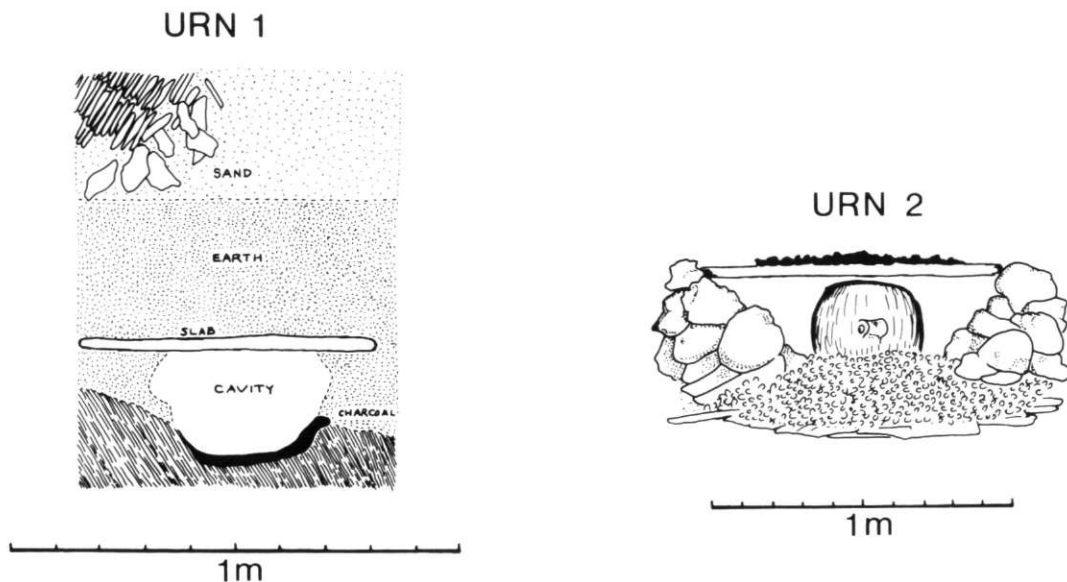 URN 1
SAND
EARTH
SLAB
CAVITY
CHARCOAL
1m
URN 2
1m